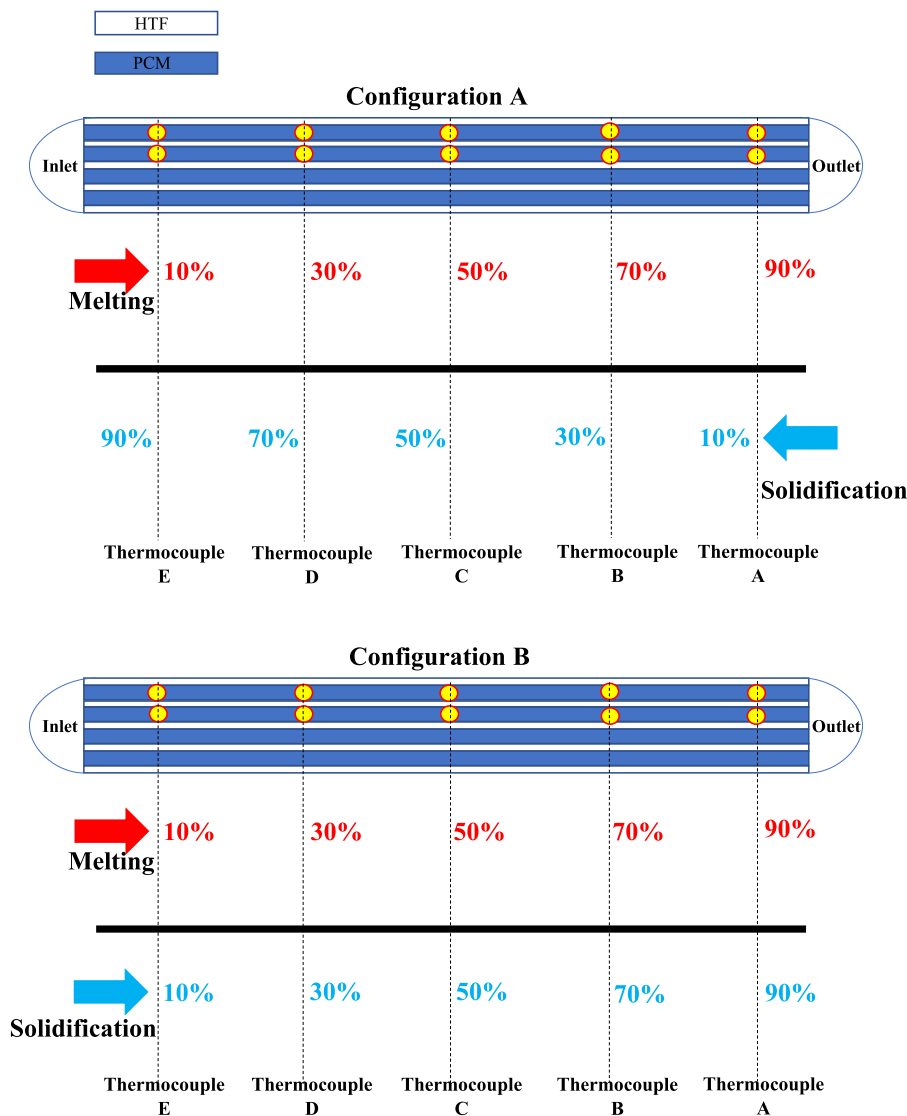 HTF
PCM
Configuration A
Inlet
Outlet
10%
30%
50%
70%
90%
Melting
90%
70%
50%
30%
10%
Solidification
Thermocouple
E
Thermocouple
D
Thermocouple
C
Thermocouple
B
Thermocouple
A
Configuration B
Inlet
Outlet
10%
30%
50%
70%
90%
Melting
10%
30%
50%
70%
90%
Solidification
Thermocouple
E
Thermocouple
D
Thermocouple
C
Thermocouple
B
Thermocouple
A